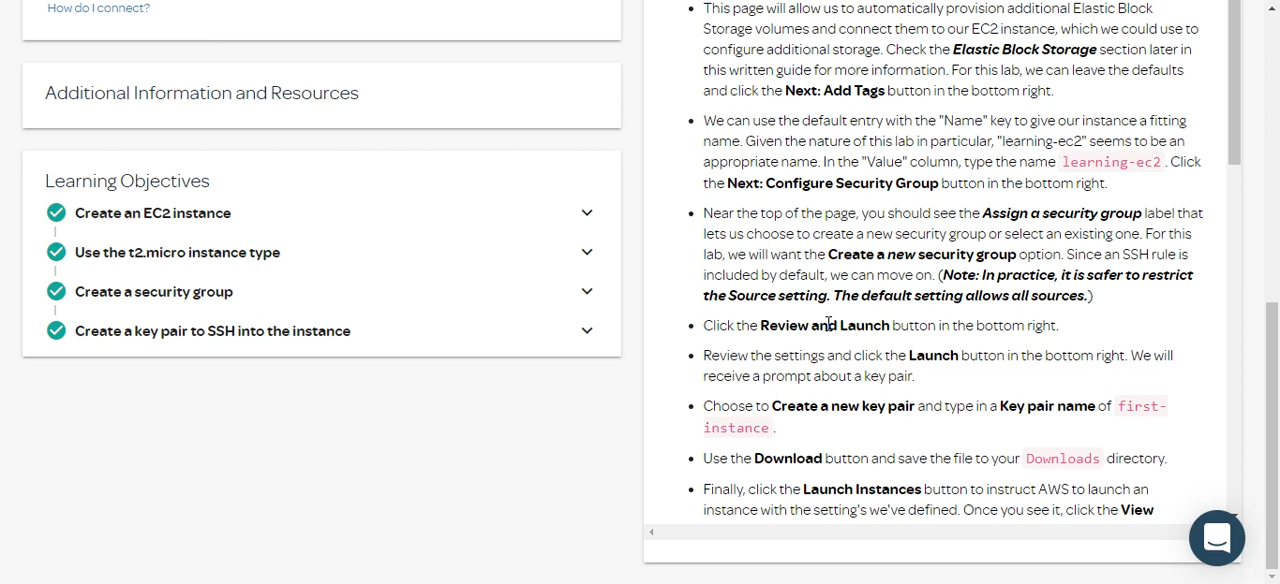 How do I connect?
Additional Information and Resources
Learning Objectives
Create an EC2 instance
Use the t2.micro instance type
Create a security group
Create a key pair to SSH into the instance
This page will allow us to automatically provision additional Elastic Block
Storage volumes and connect them to our EC2 instance, which we could use to
configure additional storage. Check the Elastic Block Storage section later in
this written guide for more information. For this lab, we can leave the defaults
and click the Next: Add Tags button in the bottom right.
We can use the default entry with the "Name" key to give our instance a fitting
name. Given the nature of this lab in particular, "learning-ec2" seems to be an
appropriate name. In the "Value" column, type the name learning-ec2. Click
the Next: Configure Security Group button in the bottom right.
Near the top of the page, you should see the Assign a security group label that
lets us choose to create a new security group or select an existing one. For this
lab, we will want the Create a new security group option. Since an SSH rule is
included by default, we can move on. (Note: In practice, it is safer to restrict
the Source setting. The default setting allows all sources.)
Click the Review and Launch button in the bottom right.
Review the settings and click the Launch button in the bottom right. We will
receive a prompt about a key pair.
Choose to Create a new key pair and type in a Key pair name of first-
instance.
Use the Download button and save the file to your Downloads directory.
Finally, click the Launch Instances button to instruct AWS to launch an
instance with the setting's we've defined. Once you see it, click the View